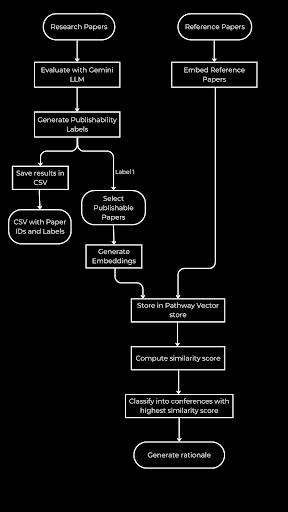 Research Papers
Reference Papers
Evaluate with Gemini
LLM
Embed Reference
Papers
Generate Publishability
Labels
Save results in
CSV
Label 1
Select
Publishable
Papers
CSV with Paper
IDs and Labels
Generate
Embeddings
Store in Pathway Vector
store
Compute similarity score
Classify into conferences with
highest similarity score
Generate rationale